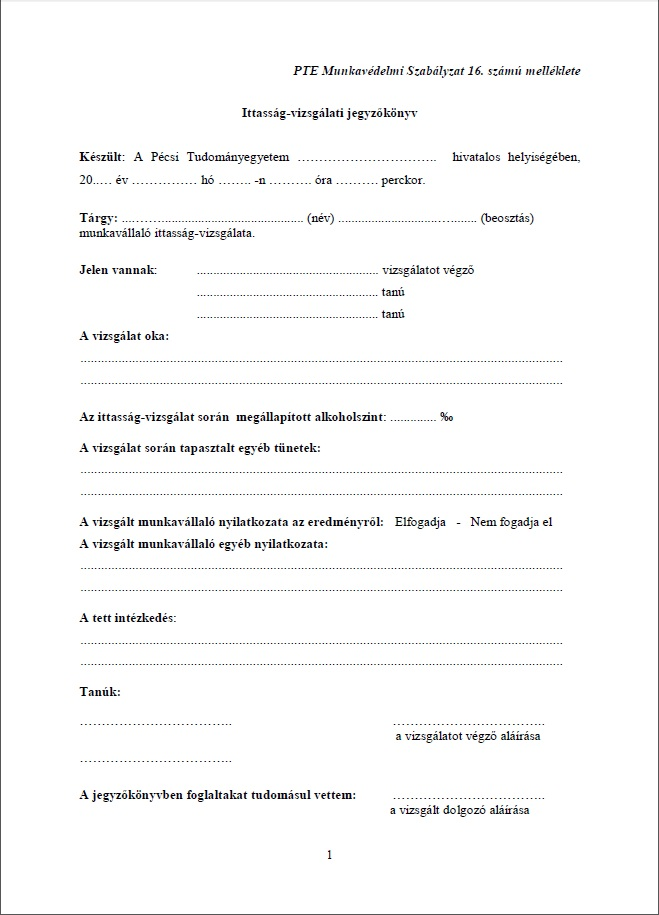 PTE Munkavédelmi Szabályzat 16. számú melléklete
Ittasság-vizsgálati jegyzőkönyv
Készült: A Pécsi Tudományegyetem ………………………….. hivatalos helyiségében,
20..… év …………… hó …….. -n ………. óra ………. perckor.
Tárgy: ....……............................................. (név) ...............................…........ (beosztás)
munkavállaló ittasság-vizsgálata.
Jelen vannak: ........................................................ vizsgálatot végző
........................................................ tanú
........................................................ tanú
A vizsgálat oka:
.....................................................................................................................................................
.....................................................................................................................................................
Az ittasság-vizsgálat során megállapított alkoholszint: .............. ‰
A vizsgálat során tapasztalt egyéb tünetek:
.....................................................................................................................................................
.....................................................................................................................................................
A vizsgált munkavállaló nyilatkozata az eredményről: Elfogadja - Nem fogadja el
A vizsgált munkavállaló egyéb nyilatkozata:
.....................................................................................................................................................
.....................................................................................................................................................
A tett intézkedés:
.....................................................................................................................................................
.....................................................................................................................................................
Tanúk:
…………………………….. ……………………………..
a vizsgálatot végző aláírása
……………………………..
A jegyzőkönyvben foglaltakat tudomásul vettem: ……………………………..
a vizsgált dolgozó aláírása
1